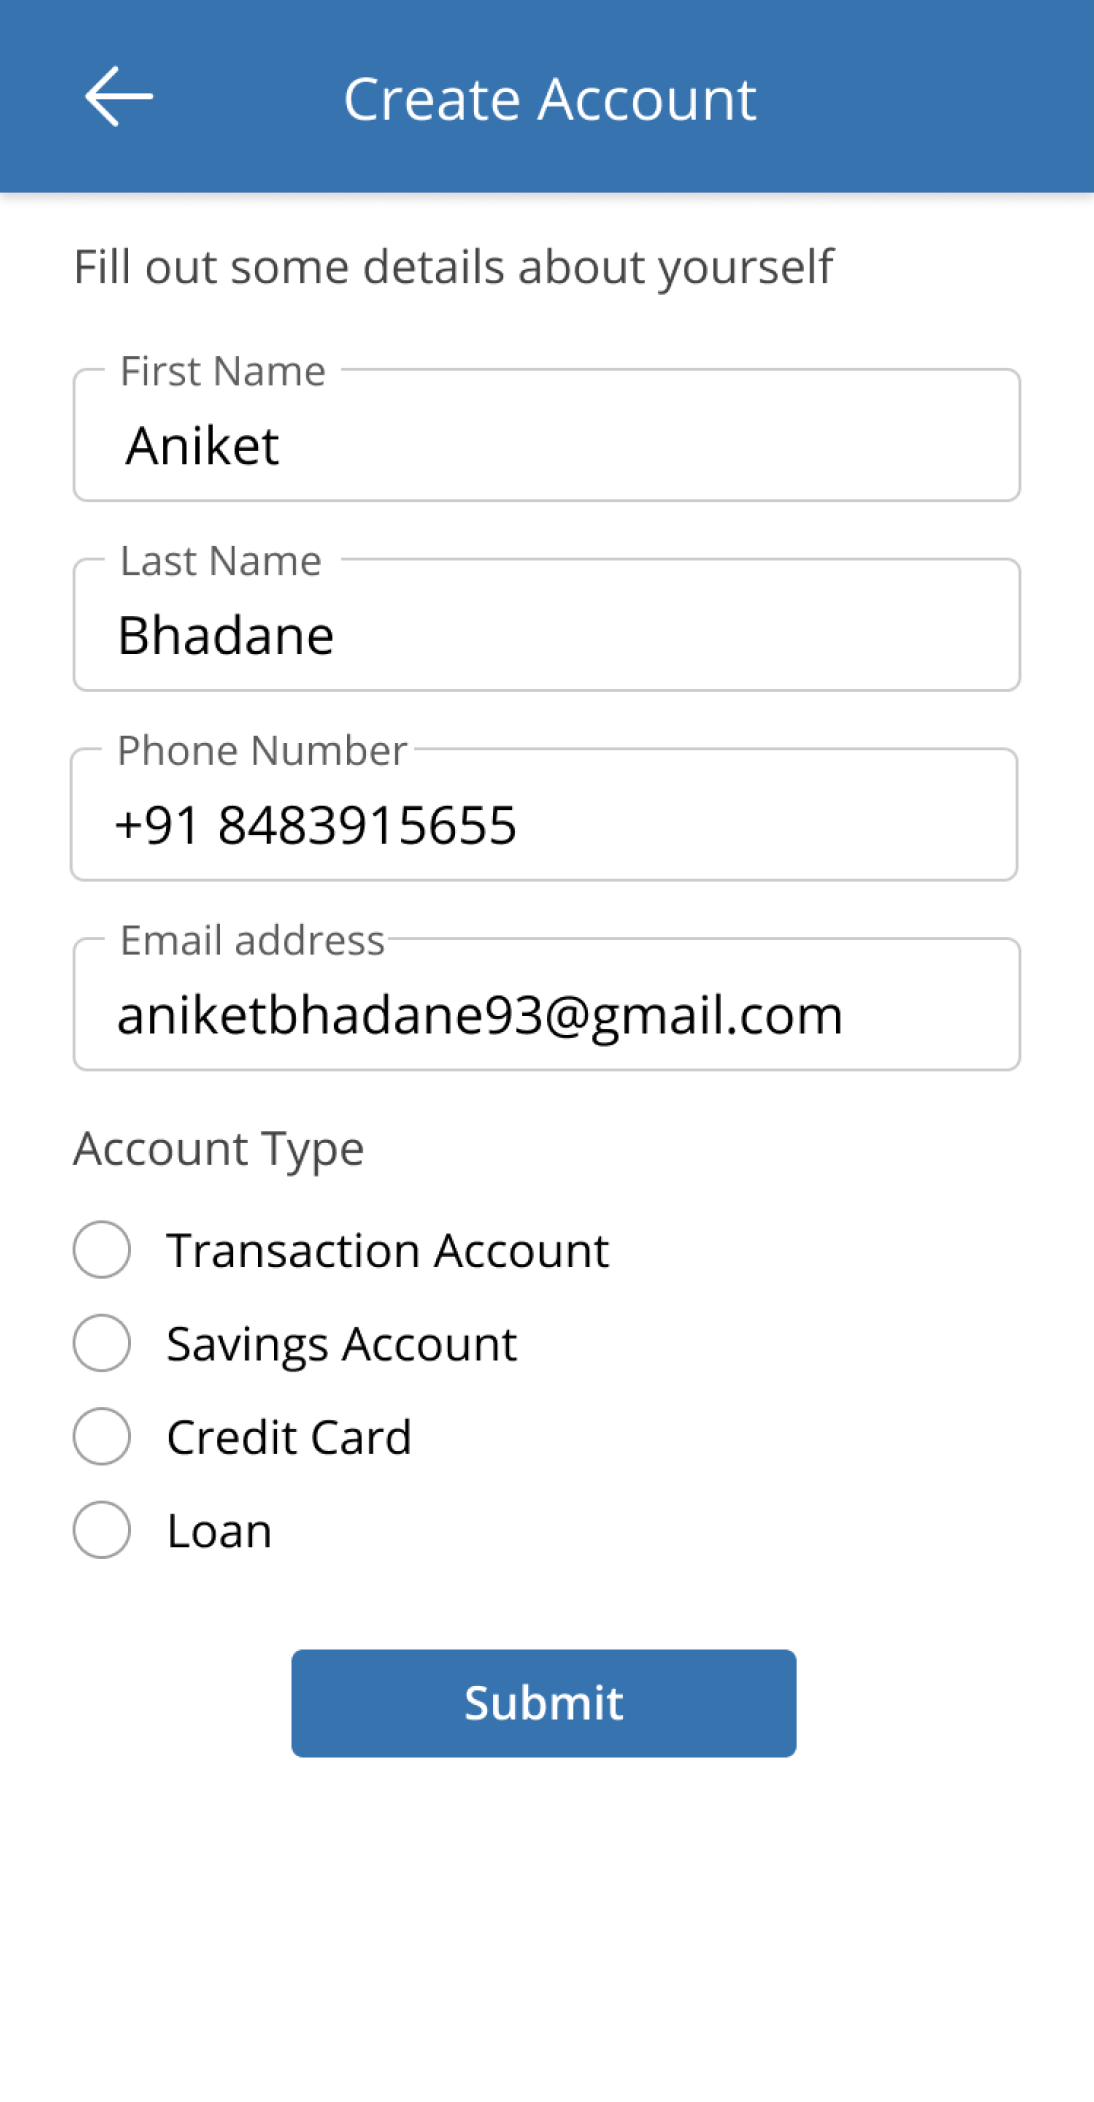 Create Account
Fill out some details about yourself
First Name
Aniket
Last Name
Bhadane
Phone Number
+91 8483915655
Email address
aniketbhadane93@gmail.com
Account Type
Transaction Account
Savings Account
Credit Card
Loan
Submit